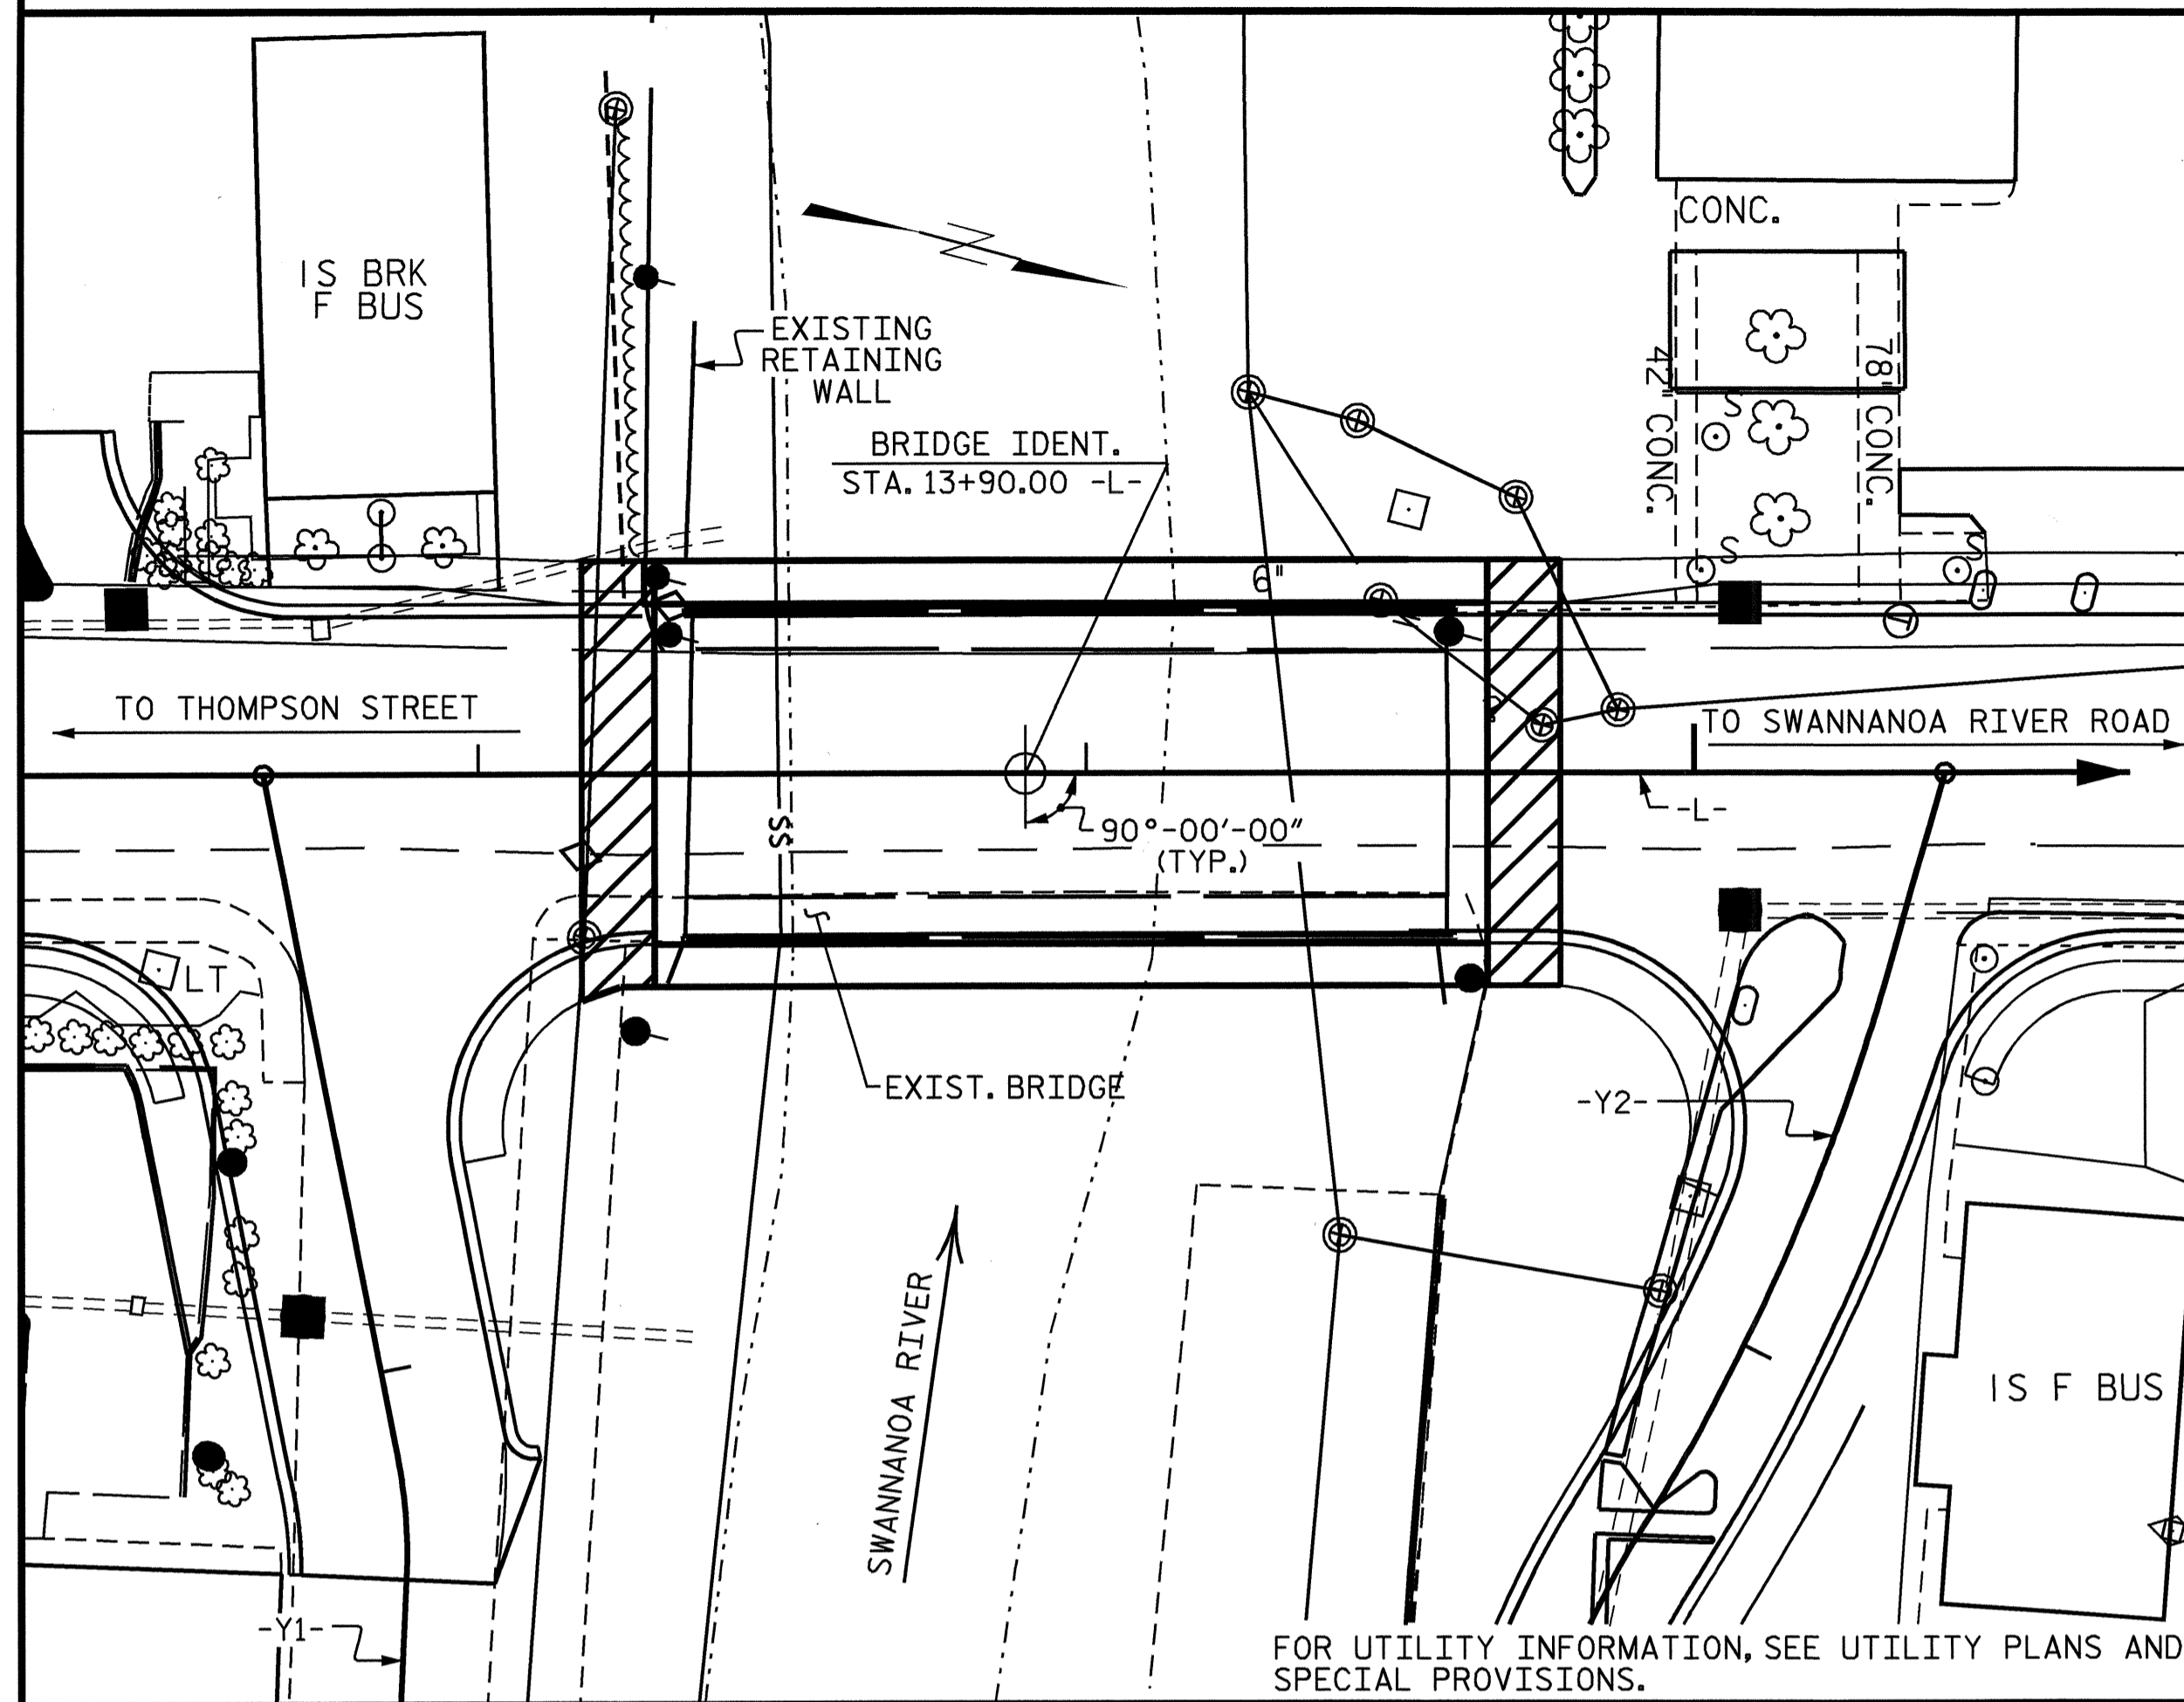 CONC.
1S BRK
F BUS
EXISTING
RETAINING
WALL
42" CONC.
78" CONC.
S
BRIDGE IDENT.
STA. 13+90.00 -L-
S
S
6"
T
TO THOMPSON STREET
TO SWANNANOA RIVER ROAD
-L-
SS
90°-00'-00"
(TYP.)
LT
EXIST. BRIDGE
-Y2-
SWANNANOA RIVER
1S F BUS
-Y1-
FOR UTILITY INFORMATION, SEE UTILITY PLANS AND
SPECIAL PROVISIONS.